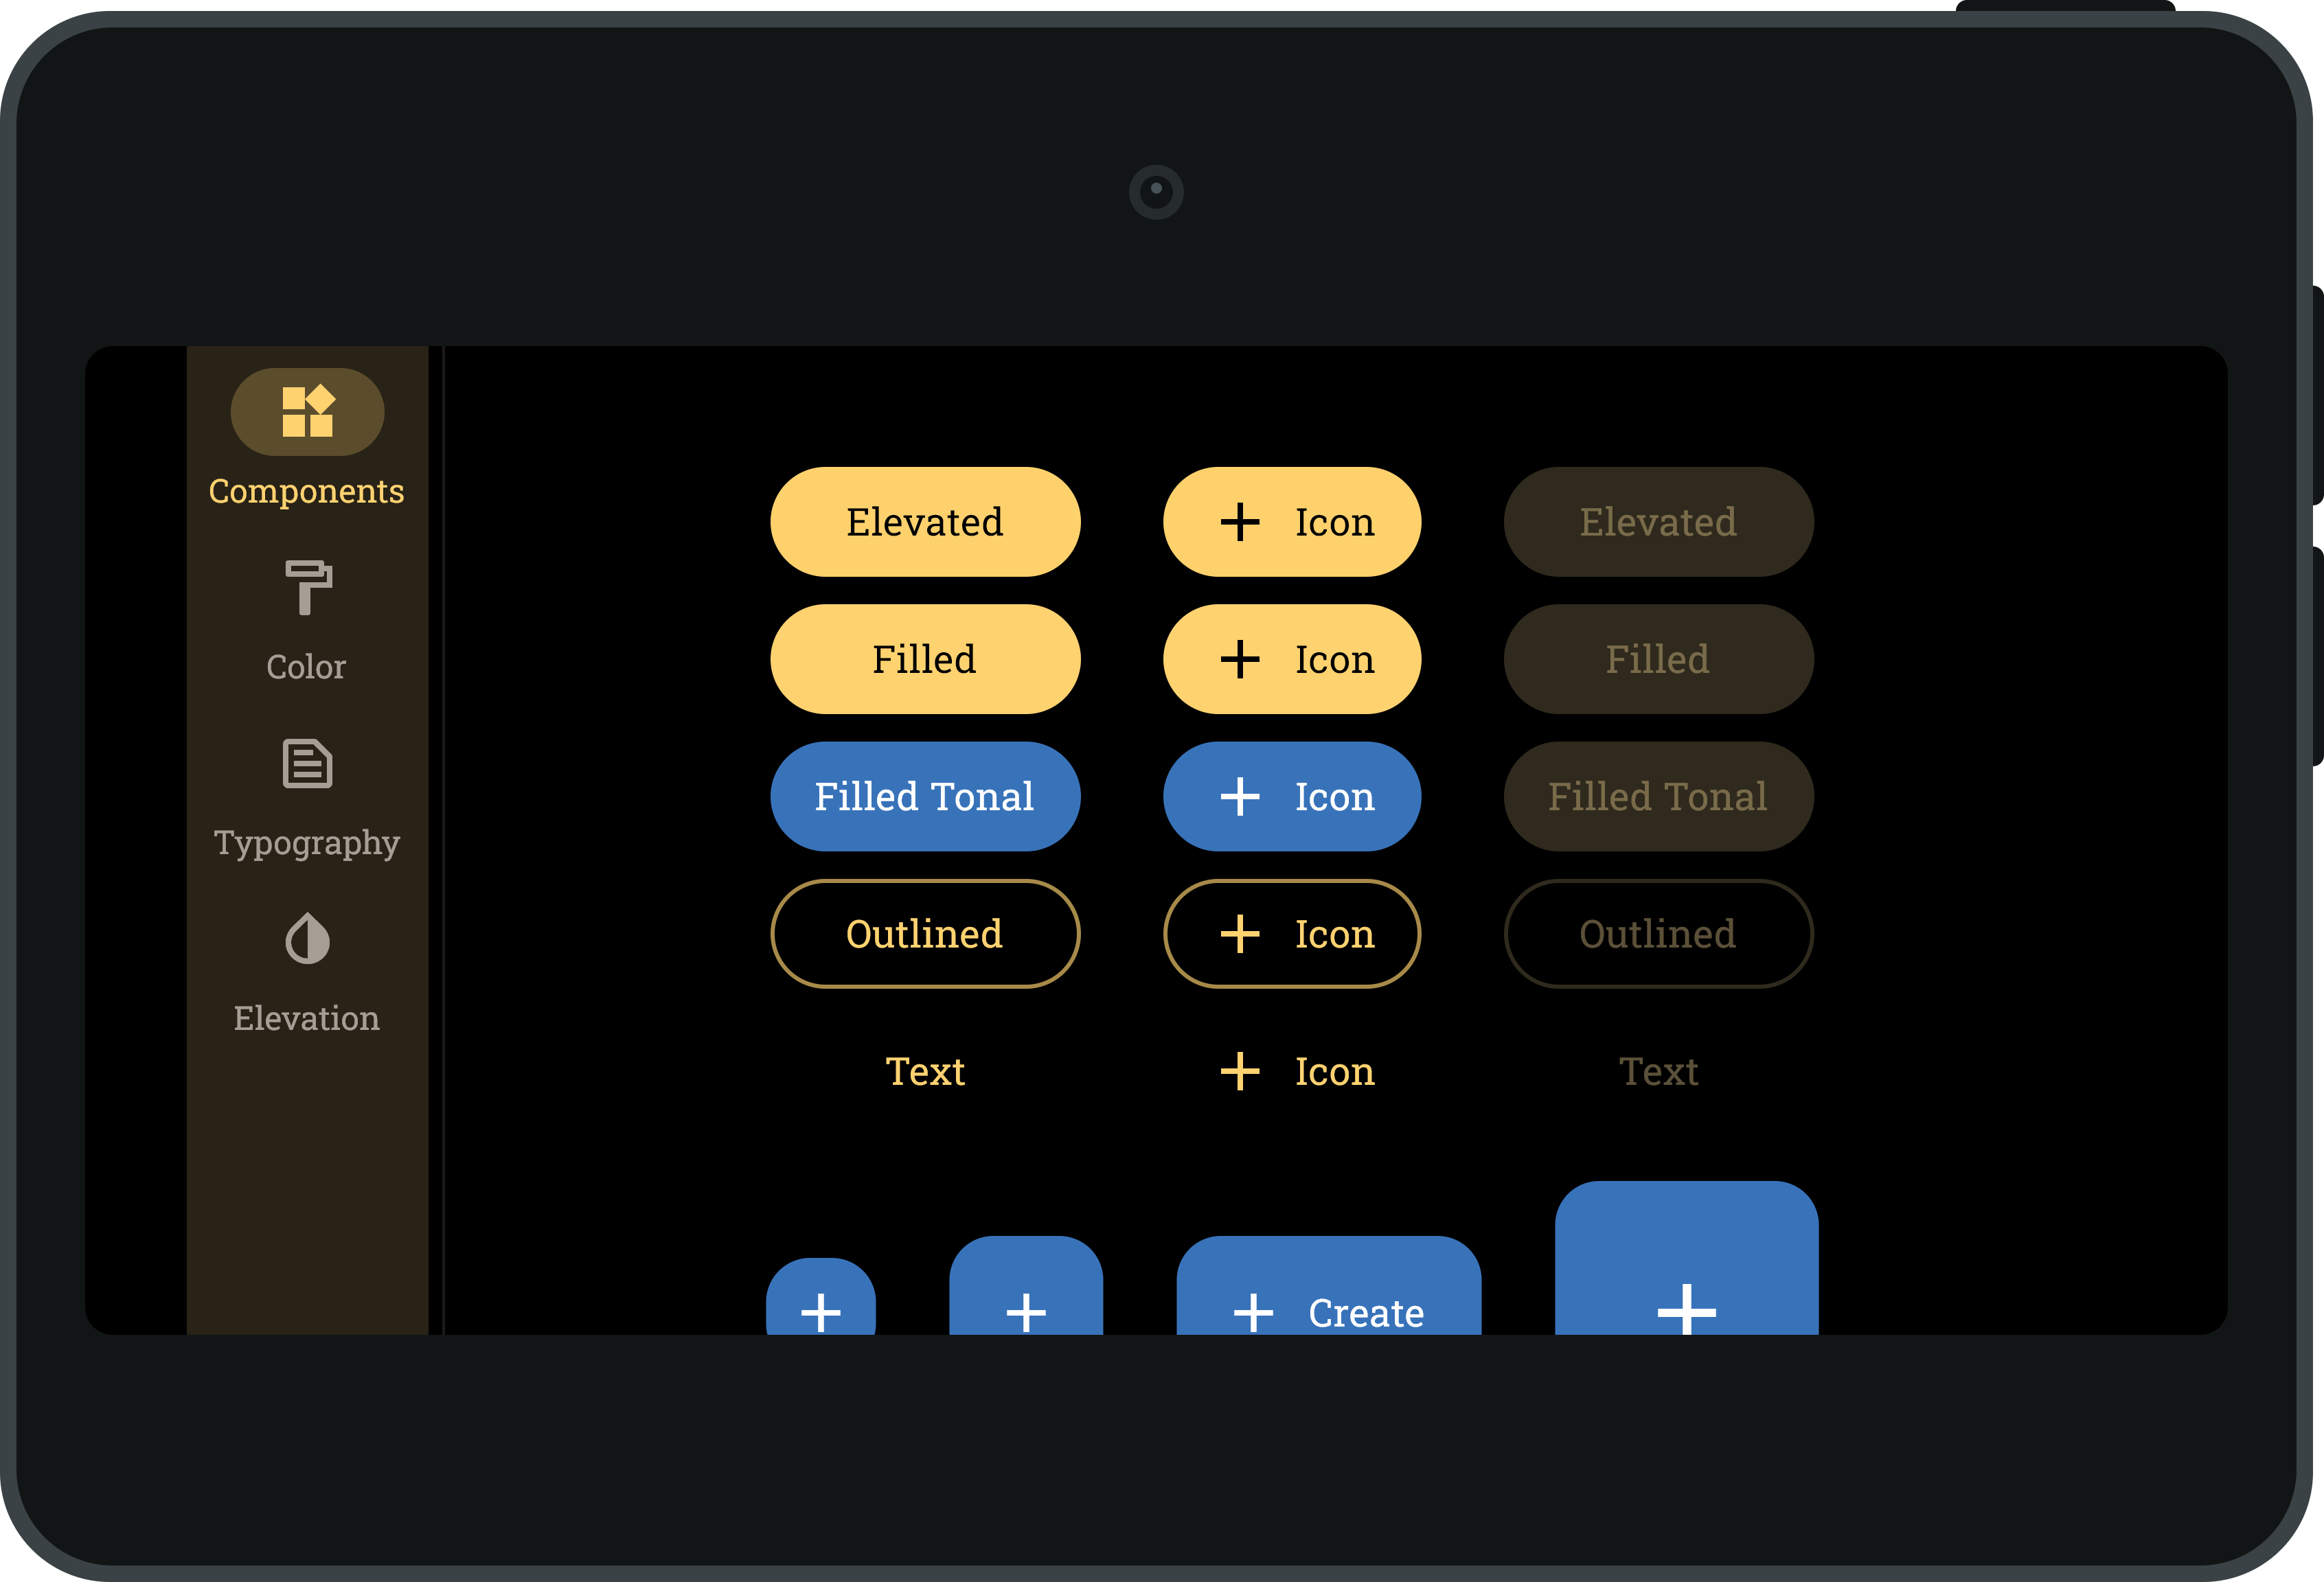 Components
Color
Typography
Elevation
Elevated Icon Elevated
Filled Icon Filled
Filled Tonal Icon Filled Tonal
Outlined Icon Outlined
Text Icon Text
Create